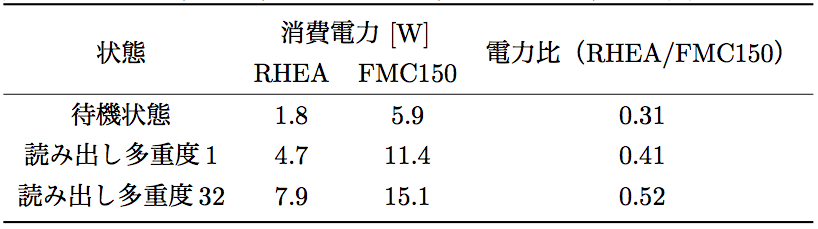 状態 消費電力 [W] 電力比（RHEA/FMC150）
RHEA FMC150
待機状態 1.8 5.9 0.31
読み出し多重度1 4.7 11.4 0.41
読み出し多重度32 7.9 15.1 0.52